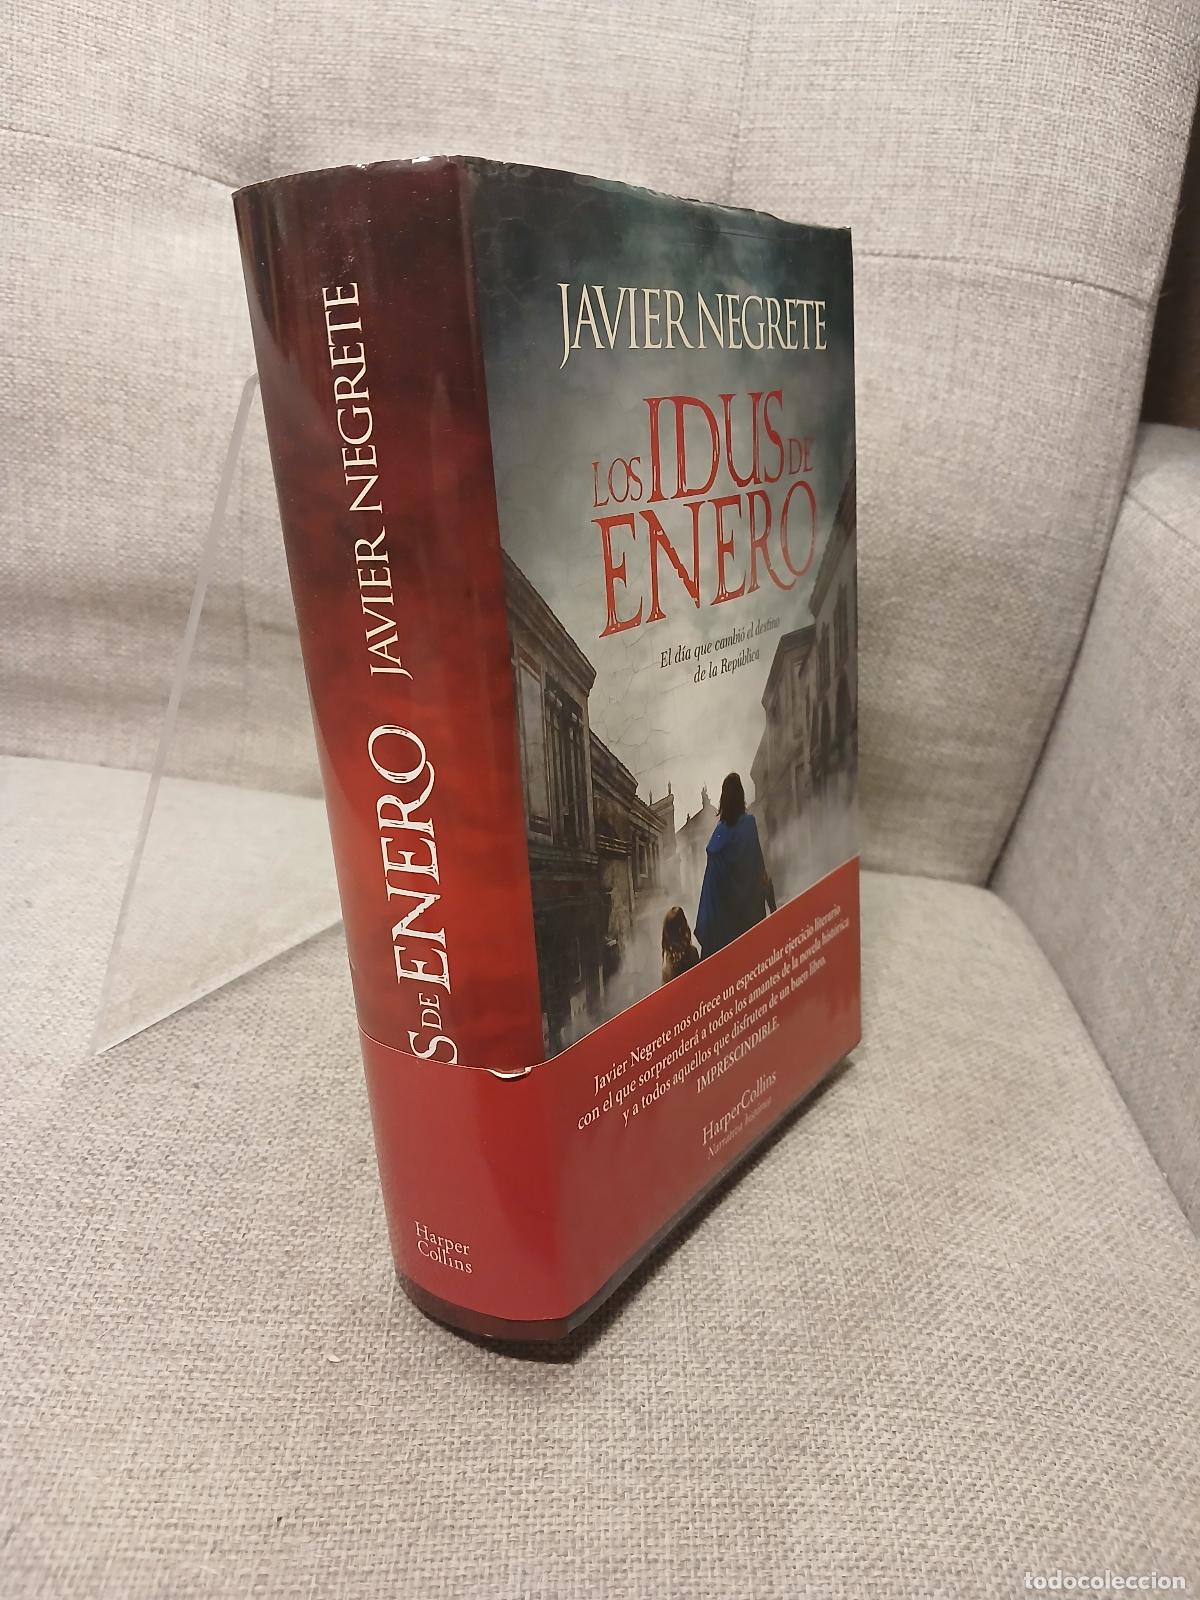 JAVIER NEGRETE
LOS IDUS DE
ENERO
El día que cambió el destino
de la República
Javier Negrete nos ofrece un espectacular ejercicio literario
con el que sorprenderá a todos los amantes de la novela histórica
y a todos aquellos que disfruten de un buen libro.
IMPRESCINDIBLE.
HarperCollins
Narrativa histórica
S DE ENERO JAVIER NEGRETE
Harper
Collins
todocoleccion